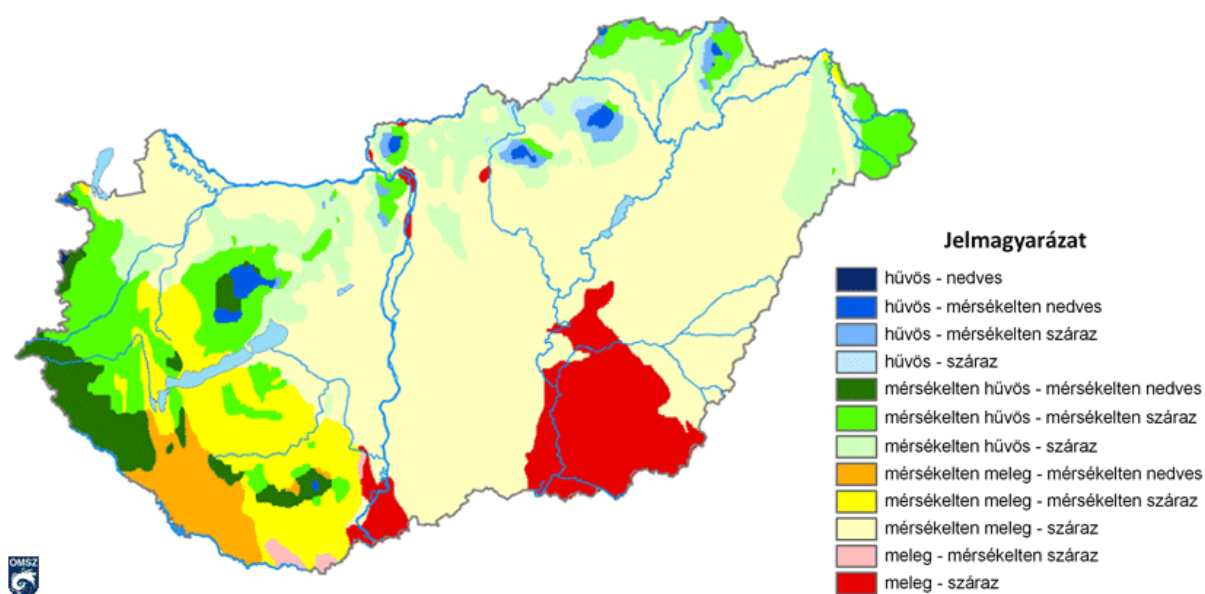 Jelmagyarázat
hűvös - nedves
hűvös - mérsékelten nedves
hűvös - mérsékelten száraz
hűvös - száraz
mérsékelten hűvös - mérsékelten nedves
mérsékelten hűvös - mérsékelten száraz
mérsékelten hűvös - száraz
mérsékelten meleg - mérsékelten nedves
mérsékelten meleg - mérsékelten száraz
mérsékelten meleg - száraz
meleg - mérsékelten száraz
meleg - száraz
OMSZ